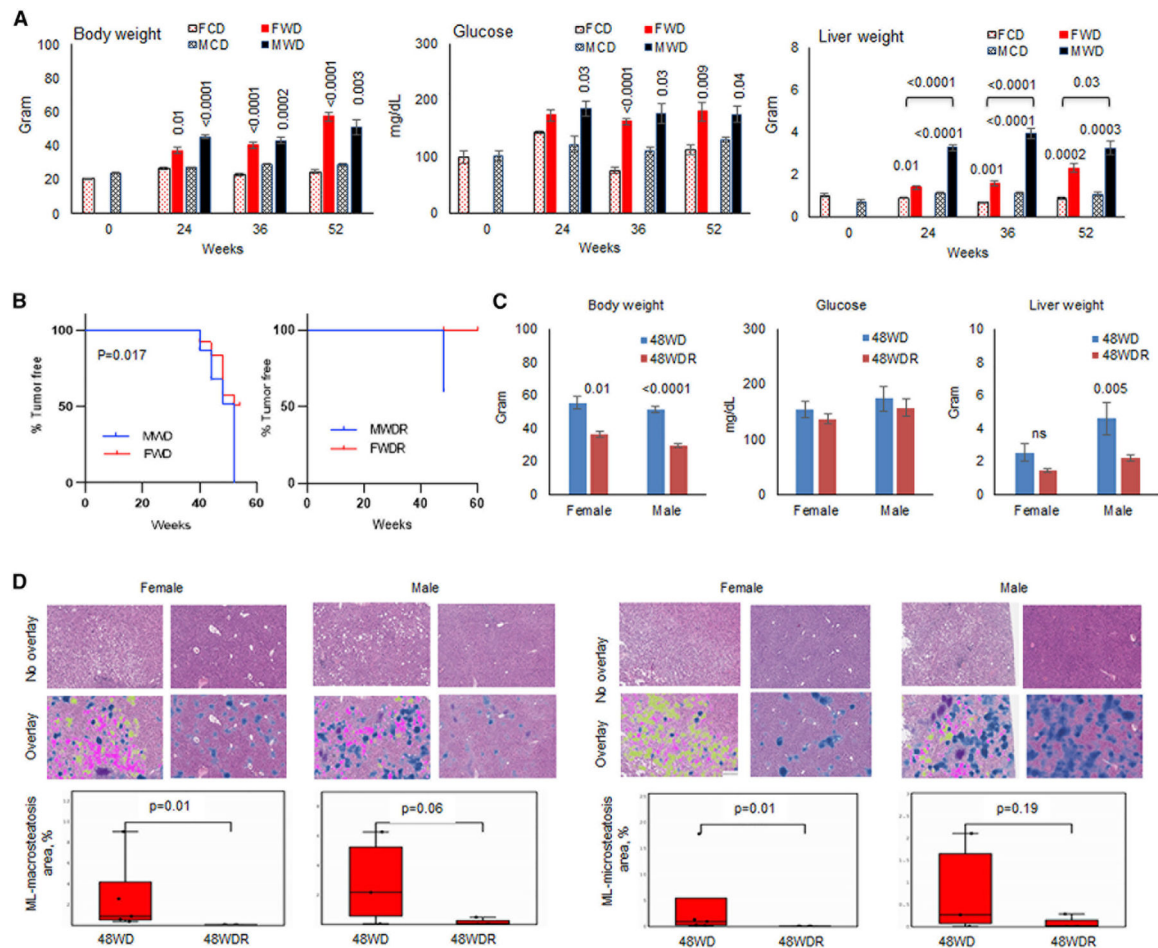 A
Body weight
FCD FWD
MCD MWD
Gram
100
80
60
40
20
0
0.01
<0.0001
<0.0001
0.0002
<0.0001
0.003
0 24 36 52
Weeks
Glucose
FCD FWD
MCD MWD
mg/dL
300
200
100
0
0.03
<0.0001
0.03
0.009
0.04
0 24 36 52
Weeks
Liver weight
FCD FWD
MCD MWD
Gram
8
6
4
2
0
<0.0001 <0.0001 0.03
<0.0001 <0.0001 0.0003
0.01 0.001 0.0002
0 24 36 52
Weeks
B
% Tumor free
100
50
0
P=0.017
MWD
FWD
0 20 40 60
Weeks
% Tumor free
100
50
0
MWDR
FWDR
0 20 40 60
Weeks
C
Body weight
48WD
48WDR
Gram
100
80
60
40
20
0
0.01 <0.0001
Female Male
Glucose
48WD
48WDR
mg/dL
300
250
200
150
100
50
0
Female Male
Liver weight
48WD
48WDR
Gram
10
8
6
4
2
0
ns 0.005
Female Male
D
Female Male Female Male
No overlay
Overlay
No overlay
Overlay
ML-macrosteatosis
area, %
p=0.01
48WD 48WDR
p=0.06
48WD 48WDR
ML-microsteatosis
area, %
p=0.01
48WD 48WDR
p=0.19
48WD 48WDR